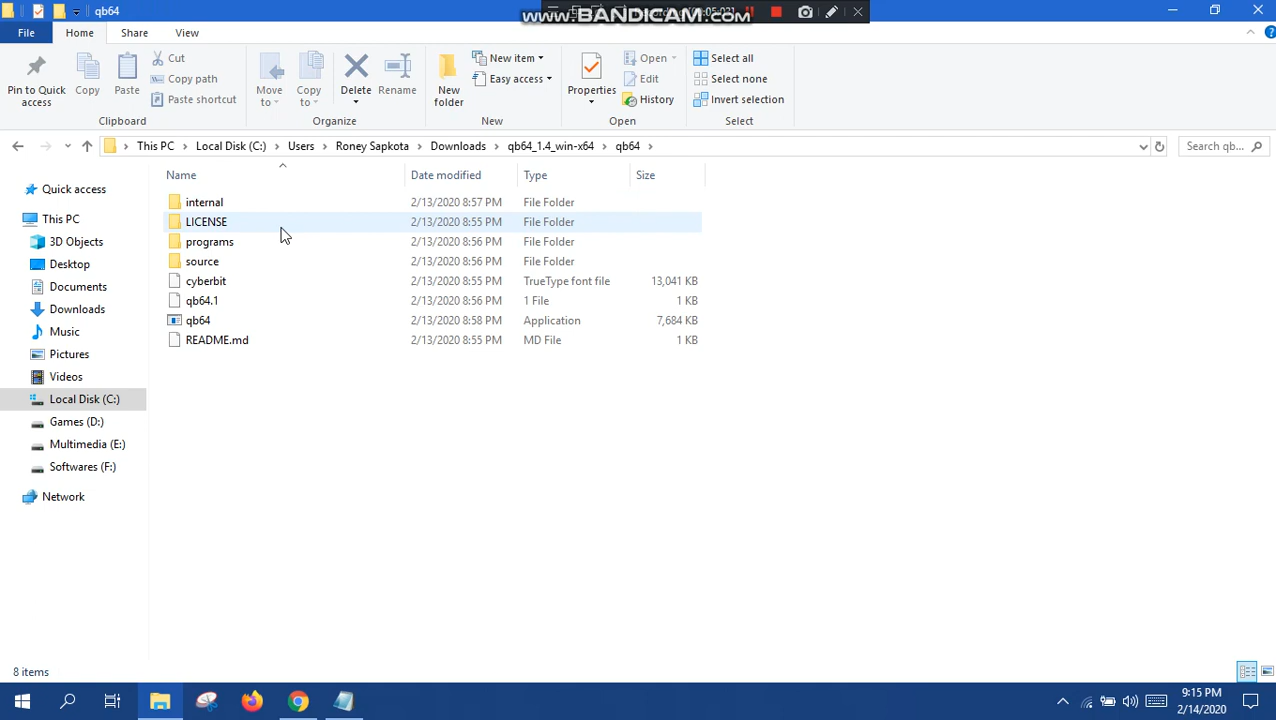 qb64
www.BANDICAM.com
File Home Share View
Pin to Quick access
Copy
Paste
Cut
Copy path
Paste shortcut
Clipboard
Move to
Copy to
Delete
Rename
Organize
New folder
New item
Easy access
New
Properties
Open
Edit
History
Open
Select all
Select none
Invert selection
Select
This PC Local Disk (C:) Users Roney Sapkota Downloads qb64_1.4_win-x64 qb64
Search qb...
Name Date modified Type Size
Quick access
This PC
3D Objects
Desktop
Documents
Downloads
Music
Pictures
Videos
Local Disk (C:)
Games (D:)
Multimedia (E:)
Softwares (F:)
Network
internal 2/13/2020 8:57 PM File Folder
LICENSE 2/13/2020 8:55 PM File Folder
programs 2/13/2020 8:56 PM File Folder
source 2/13/2020 8:56 PM File Folder
cyberbit 2/13/2020 8:55 PM TrueType font file 13,041 KB
qb64.1 2/13/2020 8:56 PM 1 File 1 KB
qb64 2/13/2020 8:58 PM Application 7,684 KB
README.md 2/13/2020 8:55 PM MD File 1 KB
8 items
9:15 PM
2/14/2020